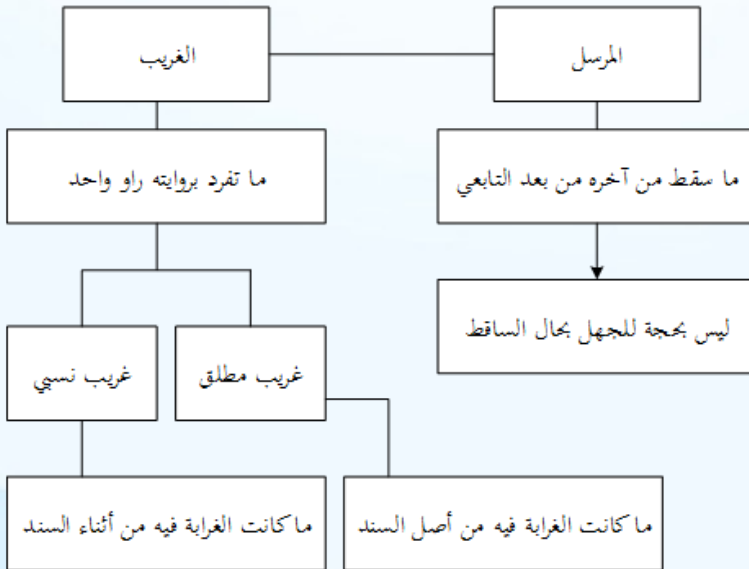 المرسل
الغريب
ما سقط من آخره من بعد التابعي
ما تفرد بروايته راو واحد
ليس بحجة للجهل بحال الساقط
غريب مطلق
غريب نسبي
ما كانت الغرابة فيه من أصل السند
ما كانت الغرابة فيه من أثناء السند